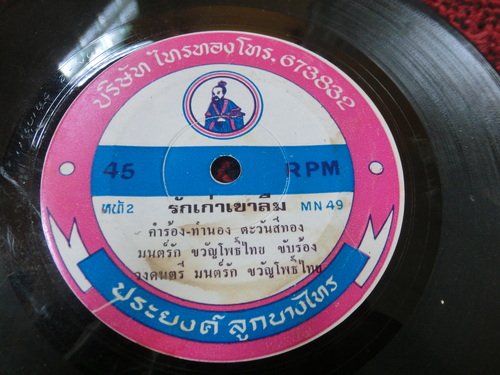 บริษัท ไทรทอง โทร. 673832
45 RPM
หน้า2 รักเก่าเขาลืม MN 49
คำร้อง-ทำนอง ตะวันสีทอง
มนต์รัก ขวัญโพธิ์ไทย ขับร้อง
วงดนตรี มนต์รัก ขวัญโพธิ์ไทย
ประยงค์ ลูกบางไทร